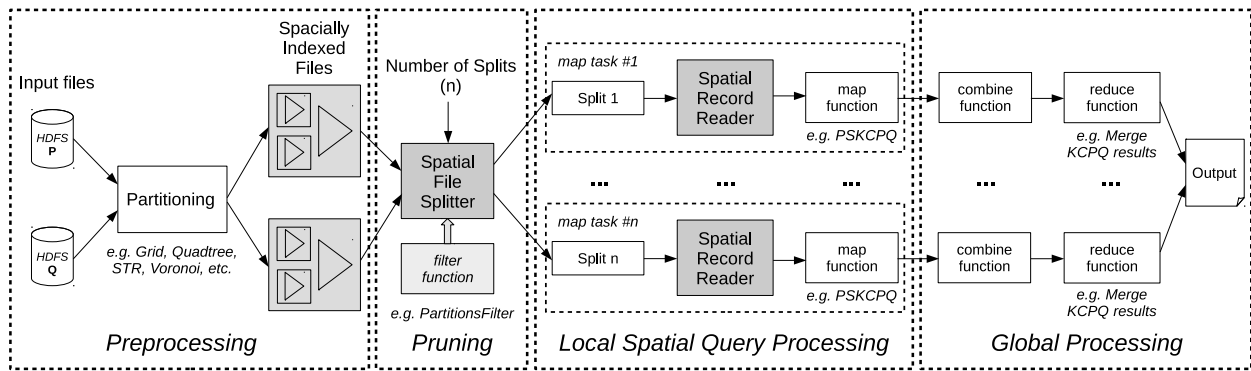 Input files
HDFS
P
HDFS
Q
Partitioning
e.g. Grid, Quadtree,
STR, Voronoi, etc.
Spacially
Indexed
Files
Preprocessing
Number of Splits
(n)
Spatial
File
Splitter
filter
function
e.g. PartitionsFilter
Pruning
map task #1
Split 1
Spatial
Record
Reader
map
function
e.g. PSKCPQ
...
...
...
map task #n
Split n
Spatial
Record
Reader
map
function
e.g. PSKCPQ
Local Spatial Query Processing
combine
function
reduce
function
e.g. Merge
KCPQ results
...
...
combine
function
reduce
function
e.g. Merge
KCPQ results
Output
Global Processing